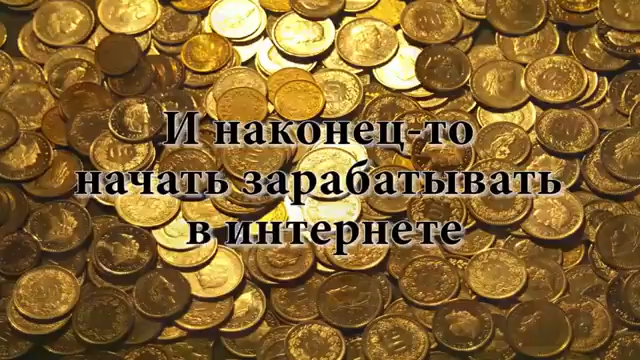 И наконец-то
начать зарабатывать
в интернете